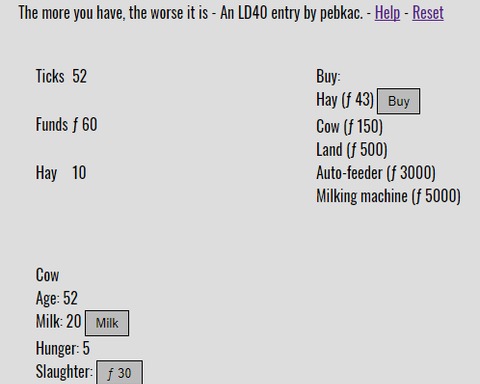 The more you have, the worse it is - An LD40 entry by pebkac. - Help - Reset
Ticks 52
Funds ƒ 60
Hay 10
Buy:
Hay (ƒ 43) Buy
Cow (ƒ 150)
Land (ƒ 500)
Auto-feeder (ƒ 3000)
Milking machine (ƒ 5000)
Cow
Age: 52
Milk: 20 Milk
Hunger: 5
Slaughter: ƒ 30